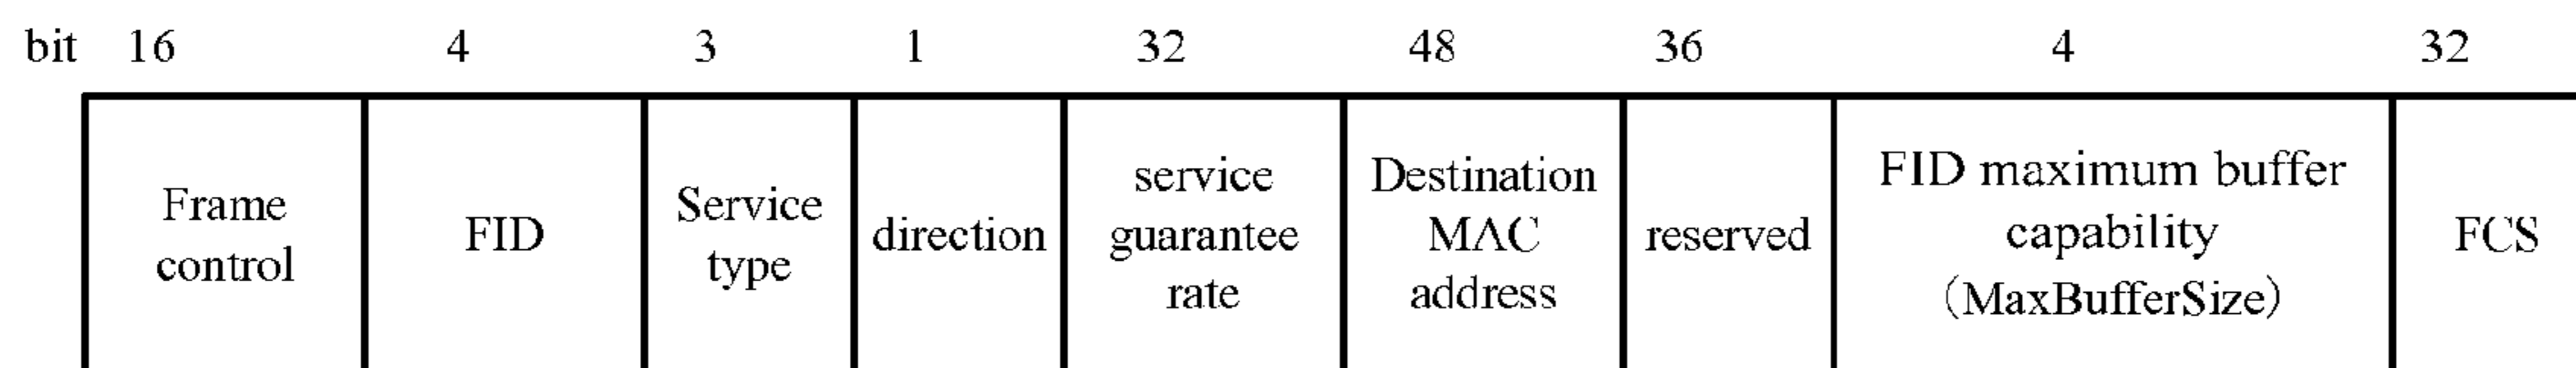 bit 16 4 3 1 32 48 36 4 32
Frame
control
FID
Service
type
direction
service
guarantee
rate
Destination
MAC
address
reserved
FID maximum buffer
capability
(MaxBufferSize)
FCS